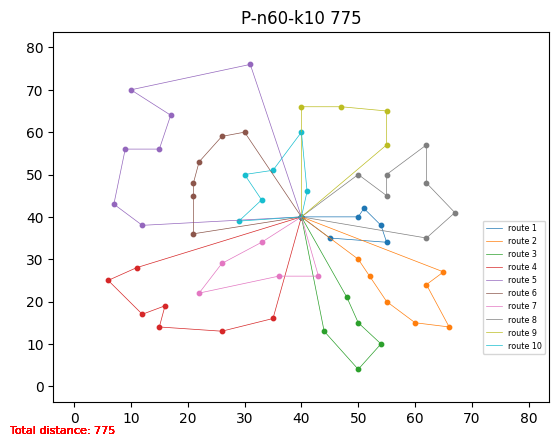 P-n60-k10 775
80
70
60
50
40
30
20
10
0
route 1
route 2
route 3
route 4
route 5
route 6
route 7
route 8
route 9
route 10
0 10 20 30 40 50 60 70 80
Total distance: 775